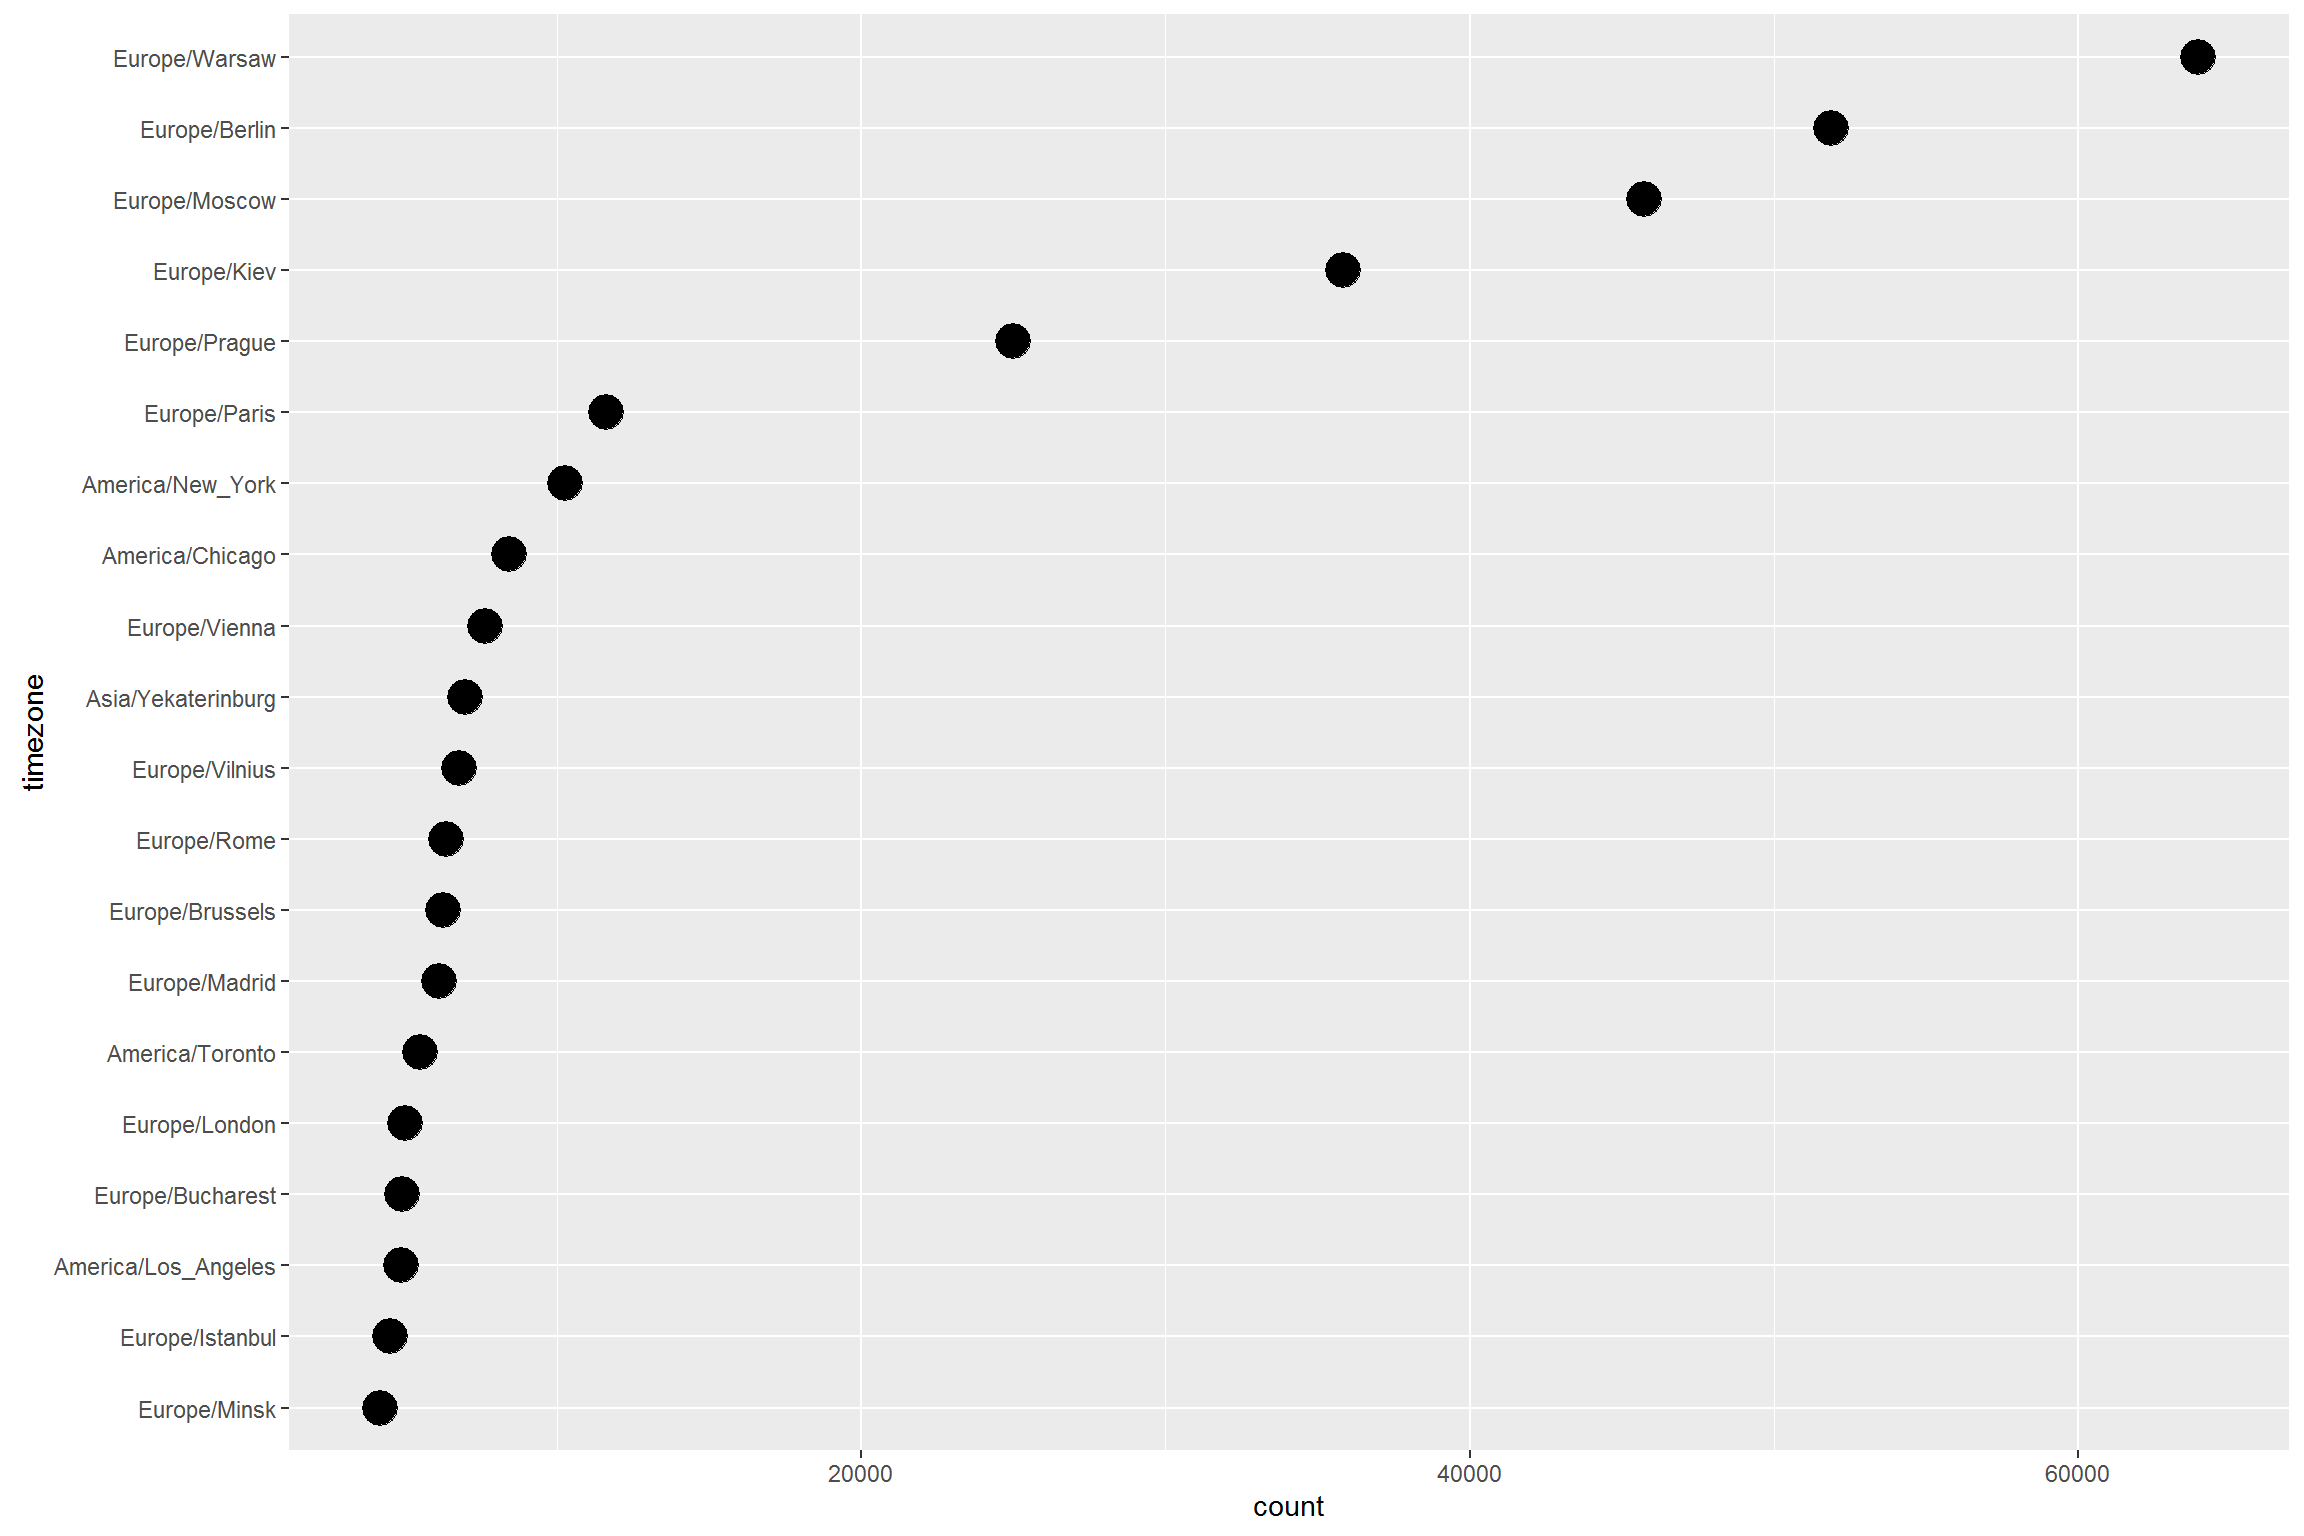 Europe/Warsaw
Europe/Berlin
Europe/Moscow
Europe/Kiev
Europe/Prague
Europe/Paris
America/New_York
America/Chicago
Europe/Vienna
Asia/Yekaterinburg
Europe/Vilnius
Europe/Rome
Europe/Brussels
Europe/Madrid
America/Toronto
Europe/London
Europe/Bucharest
America/Los_Angeles
Europe/Istanbul
Europe/Minsk
timezone
20000 40000 60000
count